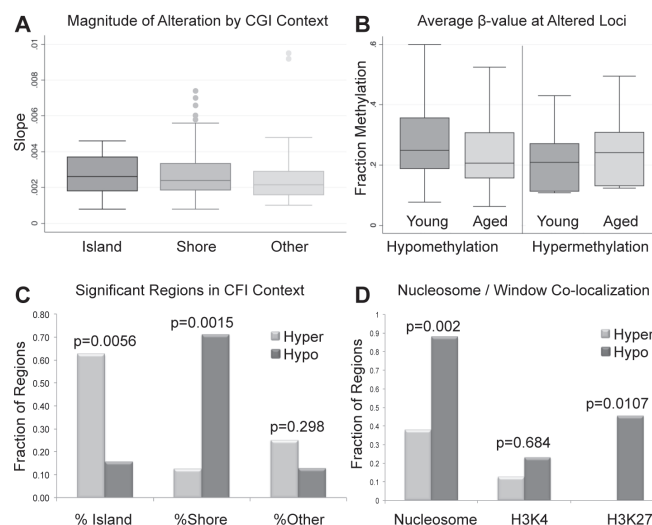 A
Magnitude of Alteration by CGI Context
Slope
.01
.008
.006
.004
.002
0
Island Shore Other
B
Average β-value at Altered Loci
Fraction Methylation
.6
.4
.2
0
Young Aged Young Aged
Hypomethylation Hypermethylation
C
Significant Regions in CFI Context
Fraction of Regions
0.80
0.70
0.60
0.50
0.40
0.30
0.20
0.10
0.00
p=0.0056
p=0.0015
p=0.298
Hyper
Hypo
% Island %Shore %Other
D
Nucleosome / Window Co-localization
Fraction of Regions
1
0.9
0.8
0.7
0.6
0.5
0.4
0.3
0.2
0.1
0
p=0.002
p=0.684
p=0.0107
Hyper
Hypo
Nucleosome H3K4 H3K27